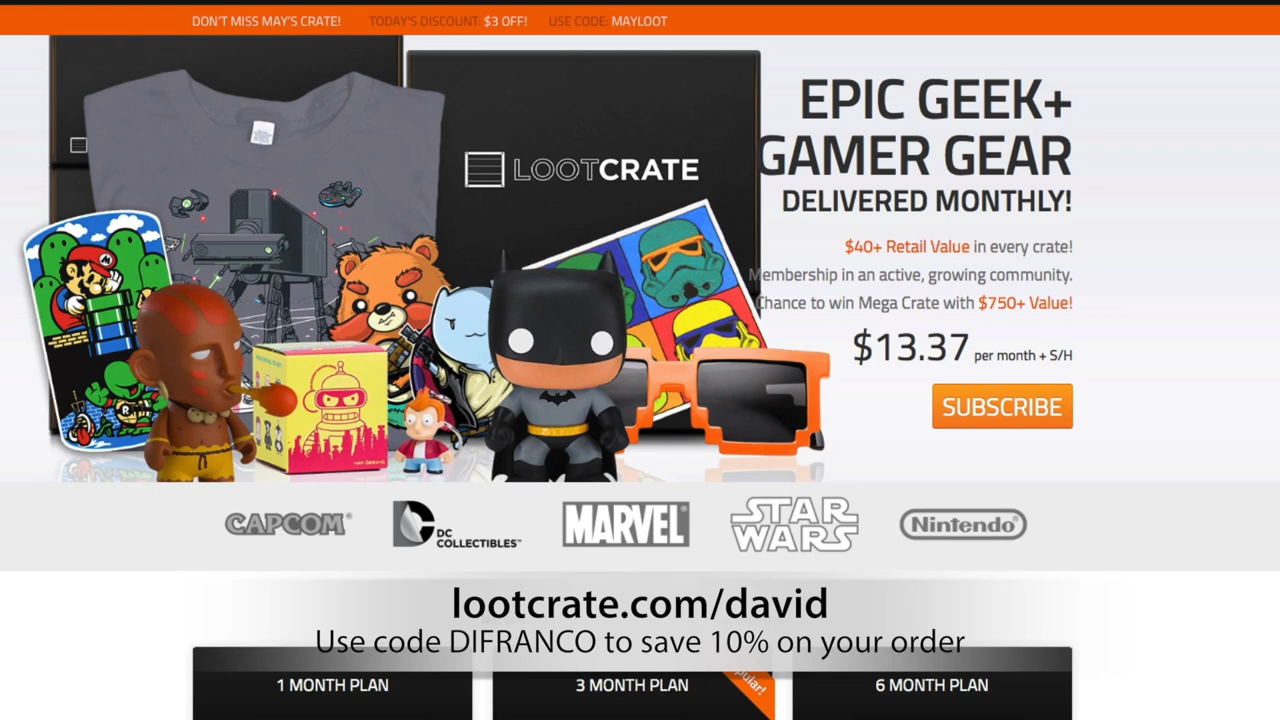 DON'T MISS MAY'S CRATE! TODAY'S DISCOUNT: $3 OFF! USE CODE: MAYLOOT
LOOTCRATE
EPIC GEEK+
GAMER GEAR
DELIVERED MONTHLY!
$40+ Retail Value in every crate!
Membership in an active, growing community.
Chance to win Mega Crate with $750+ Value!
$13.37 per month + S/H
SUBSCRIBE
CAPCOM®
DC COLLECTIBLES™
MARVEL
STAR WARS
Nintendo®
lootcrate.com/david
Use code DIFRANCO to save 10% on your order
1 MONTH PLAN
3 MONTH PLAN
6 MONTH PLAN